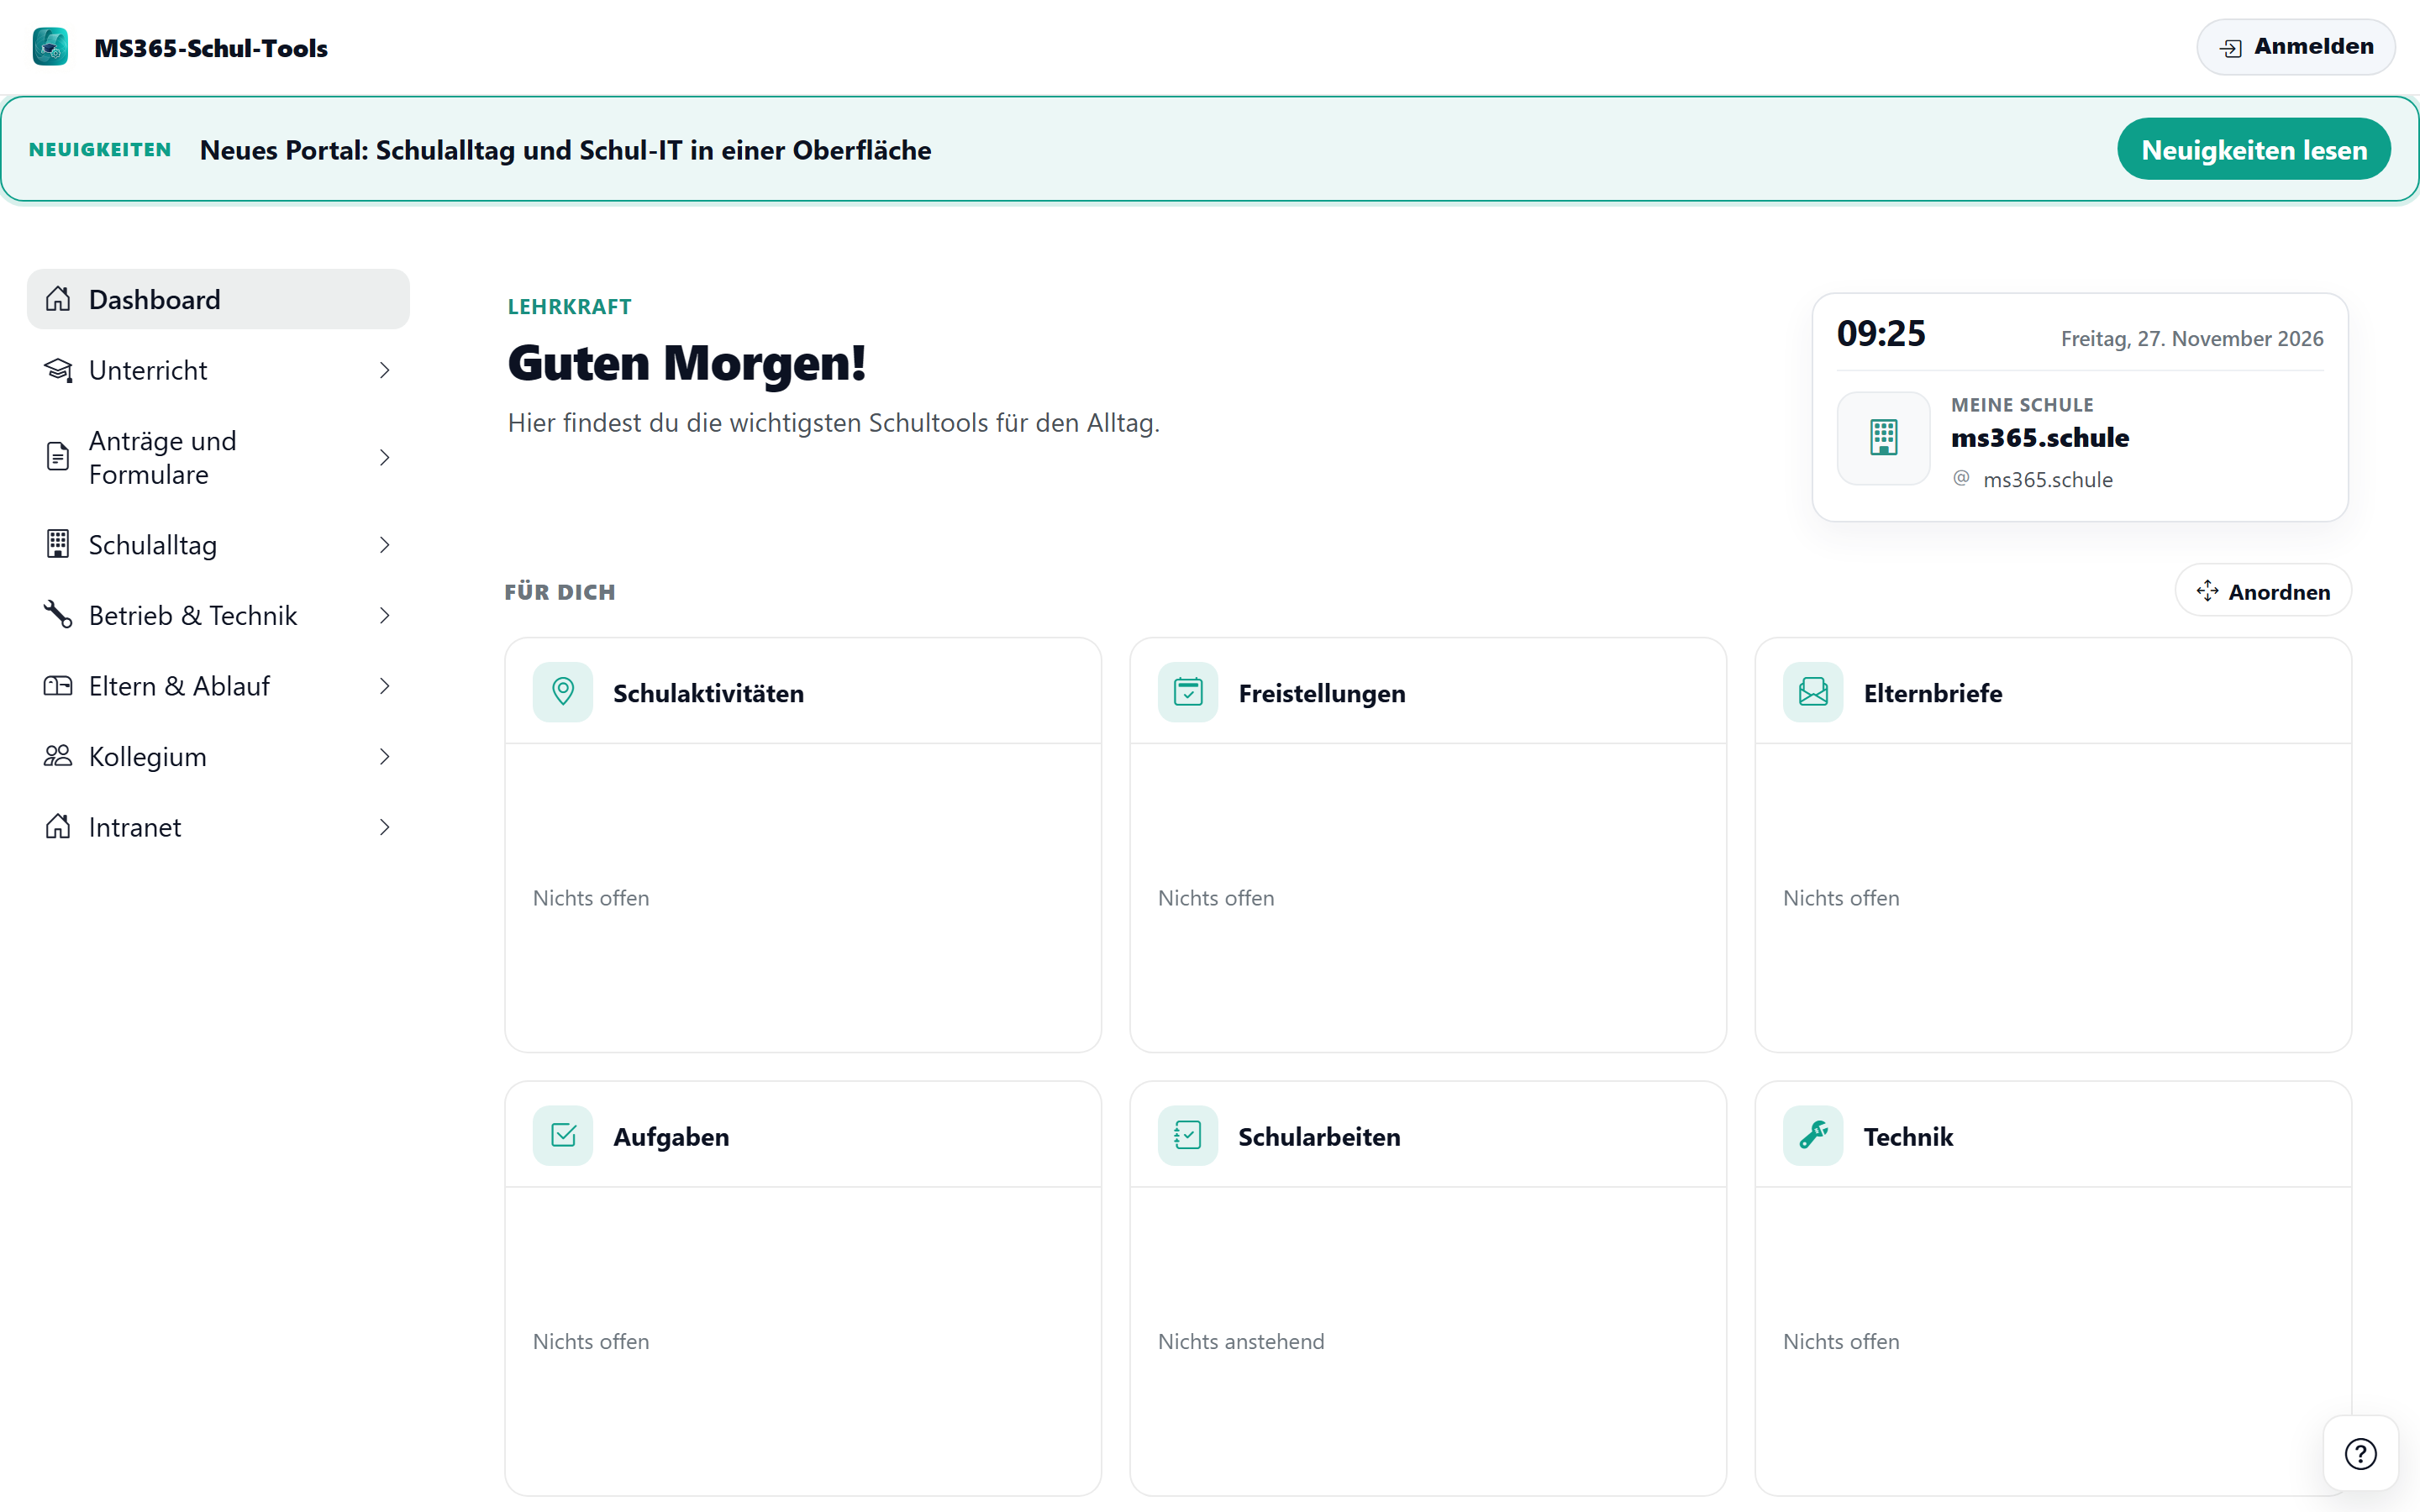 MS365-Schul-Tools
Anmelden
NEUIGKEITEN
Neues Portal: Schulalltag und Schul-IT in einer Oberfläche
Neuigkeiten lesen
Dashboard
Unterricht
Anträge und
Formulare
Schulalltag
Betrieb & Technik
Eltern & Ablauf
Kollegium
Intranet
LEHRKRAFT
Guten Morgen!
Hier findest du die wichtigsten Schultools für den Alltag.
09:25
Freitag, 27. November 2026
MEINE SCHULE
ms365.schule
@ ms365.schule
FÜR DICH
Anordnen
Schulaktivitäten
Nichts offen
Freistellungen
Nichts offen
Elternbriefe
Nichts offen
Aufgaben
Nichts offen
Schularbeiten
Nichts anstehend
Technik
Nichts offen
?